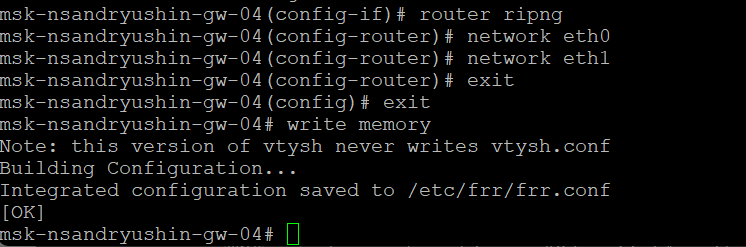 msk-nsandryushin-gw-04(config-if)# router ripng
msk-nsandryushin-gw-04(config-router)# network eth0
msk-nsandryushin-gw-04(config-router)# network eth1
msk-nsandryushin-gw-04(config-router)# exit
msk-nsandryushin-gw-04(config)# exit
msk-nsandryushin-gw-04# write memory
Note: this version of vtysh never writes vtysh.conf
Building Configuration...
Integrated configuration saved to /etc/frr/frr.conf
[OK]
msk-nsandryushin-gw-04#